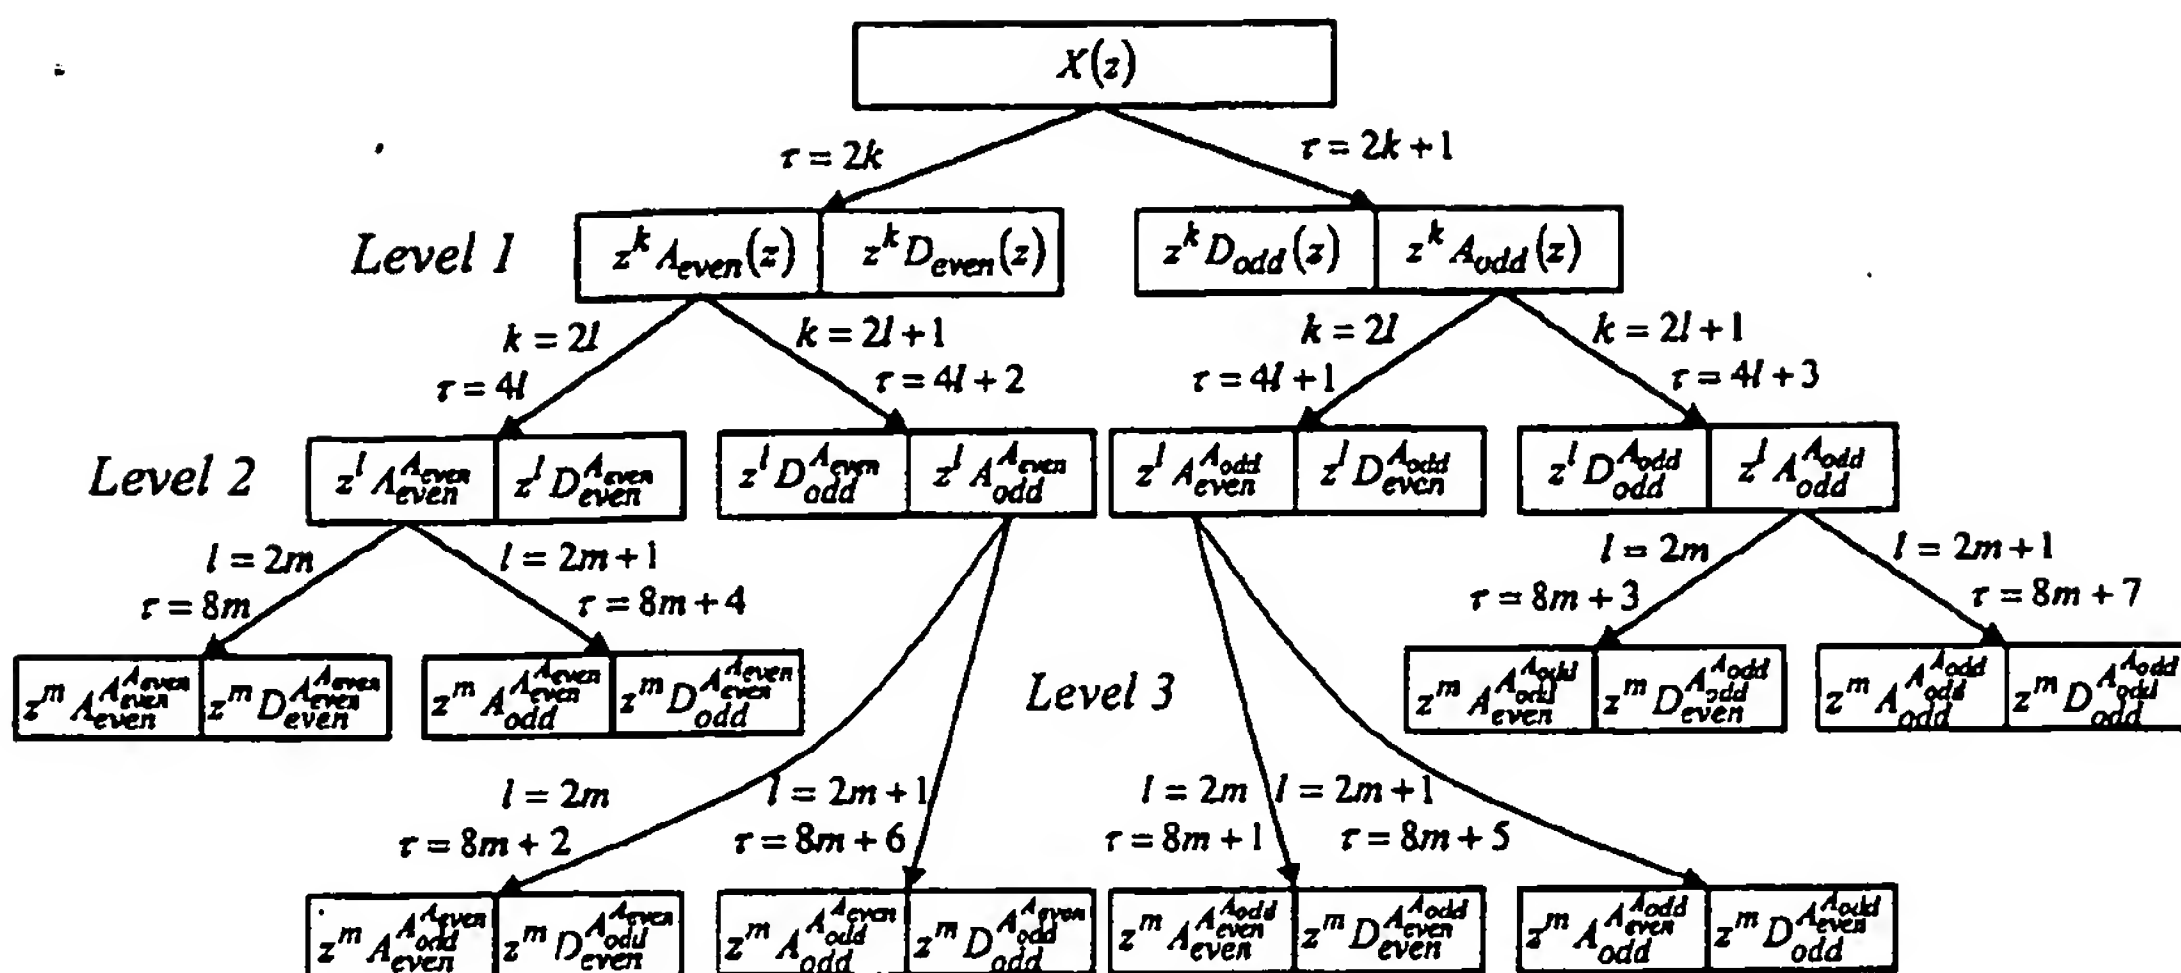 X(z)
τ = 2k
τ = 2k + 1
Level 1
z^k A_even(z)
z^k D_even(z)
z^k D_odd(z)
z^k A_odd(z)
k = 2l
k = 2l + 1
k = 2l
k = 2l + 1
τ = 4l
τ = 4l + 2
τ = 4l + 1
τ = 4l + 3
Level 2
z^l A_even^{A_even}
z^l D_even^{A_even}
z^l D_odd^{A_even}
z^l A_odd^{A_even}
z^l A_even^{A_odd}
z^l D_even^{A_odd}
z^l D_odd^{A_odd}
z^l A_odd^{A_odd}
l = 2m
l = 2m + 1
l = 2m
l = 2m + 1
τ = 8m
τ = 8m + 4
τ = 8m + 3
τ = 8m + 7
z^m A_even^{A_even^{A_even}}
z^m D_even^{A_even^{A_even}}
z^m A_odd^{A_even^{A_even}}
z^m D_odd^{A_even^{A_even}}
Level 3
z^m A_even^{A_odd^{A_odd}}
z^m D_even^{A_odd^{A_odd}}
z^m A_odd^{A_odd^{A_odd}}
z^m D_odd^{A_odd^{A_odd}}
l = 2m
l = 2m + 1
l = 2m
l = 2m + 1
τ = 8m + 2
τ = 8m + 6
τ = 8m + 1
τ = 8m + 5
z^m A_even^{A_odd^{A_even}}
z^m D_even^{A_odd^{A_even}}
z^m A_odd^{A_odd^{A_even}}
z^m D_odd^{A_odd^{A_even}}
z^m A_even^{A_even^{A_odd}}
z^m D_even^{A_even^{A_odd}}
z^m A_odd^{A_even^{A_odd}}
z^m D_odd^{A_even^{A_odd}}